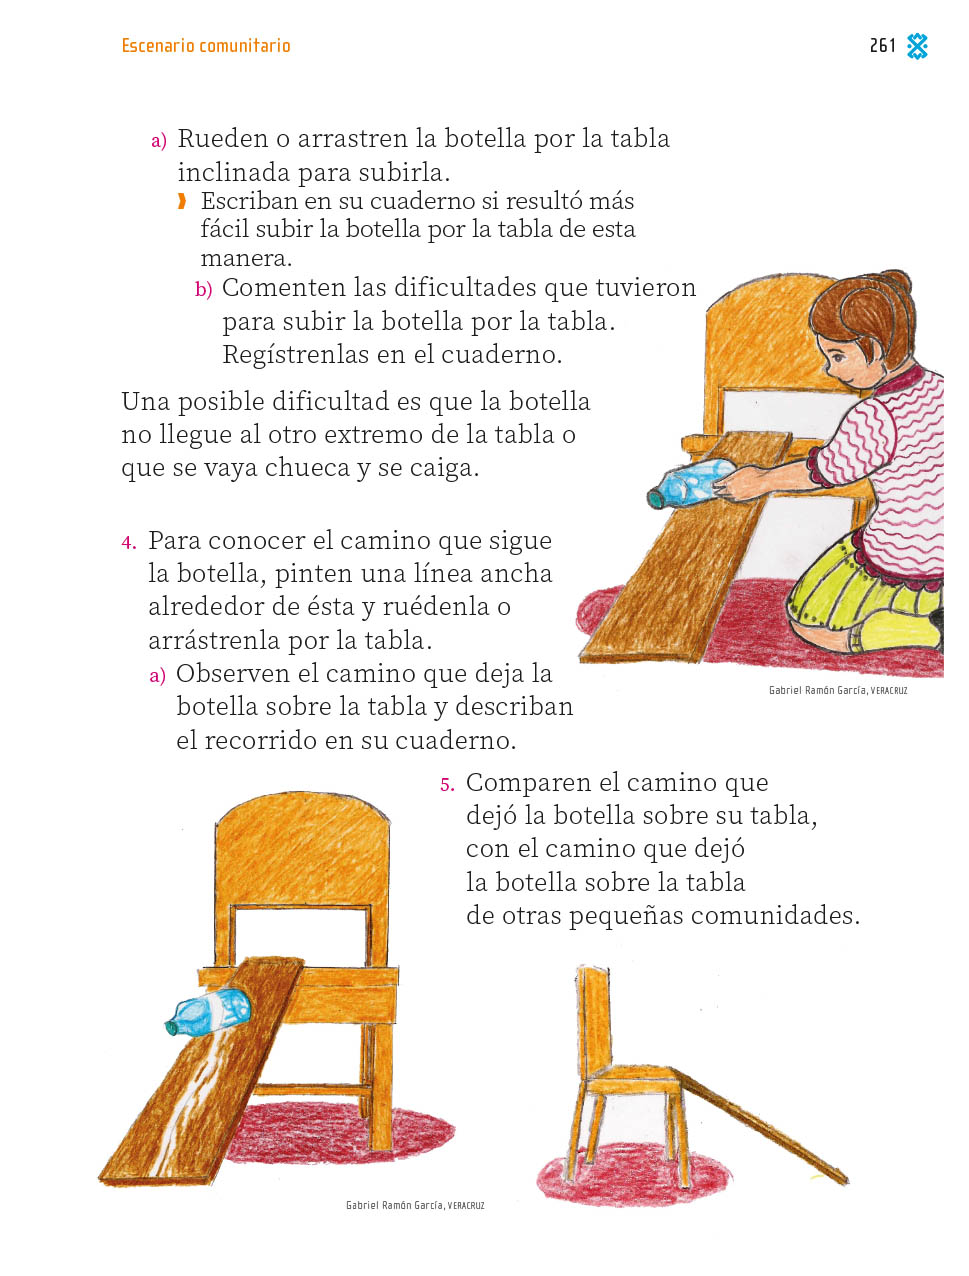 Escenario comunitario
261
a) Rueden o arrastren la botella por la tabla
inclinada para subirla.
Escriban en su cuaderno si resultó más
fácil subir la botella por la tabla de esta
manera.
b) Comenten las dificultades que tuvieron
para subir la botella por la tabla.
Regístrenlas en el cuaderno.
Una posible dificultad es que la botella
no llegue al otro extremo de la tabla o
que se vaya chueca y se caiga.
4. Para conocer el camino que sigue
la botella, pinten una línea ancha
alrededor de ésta y ruédenla o
arrástrenla por la tabla.
a) Observen el camino que deja la
botella sobre la tabla y describan
el recorrido en su cuaderno.
Gabriel Ramón García, VERACRUZ
5. Comparen el camino que
dejó la botella sobre su tabla,
con el camino que dejó
la botella sobre la tabla
de otras pequeñas comunidades.
Gabriel Ramón García, VERACRUZ